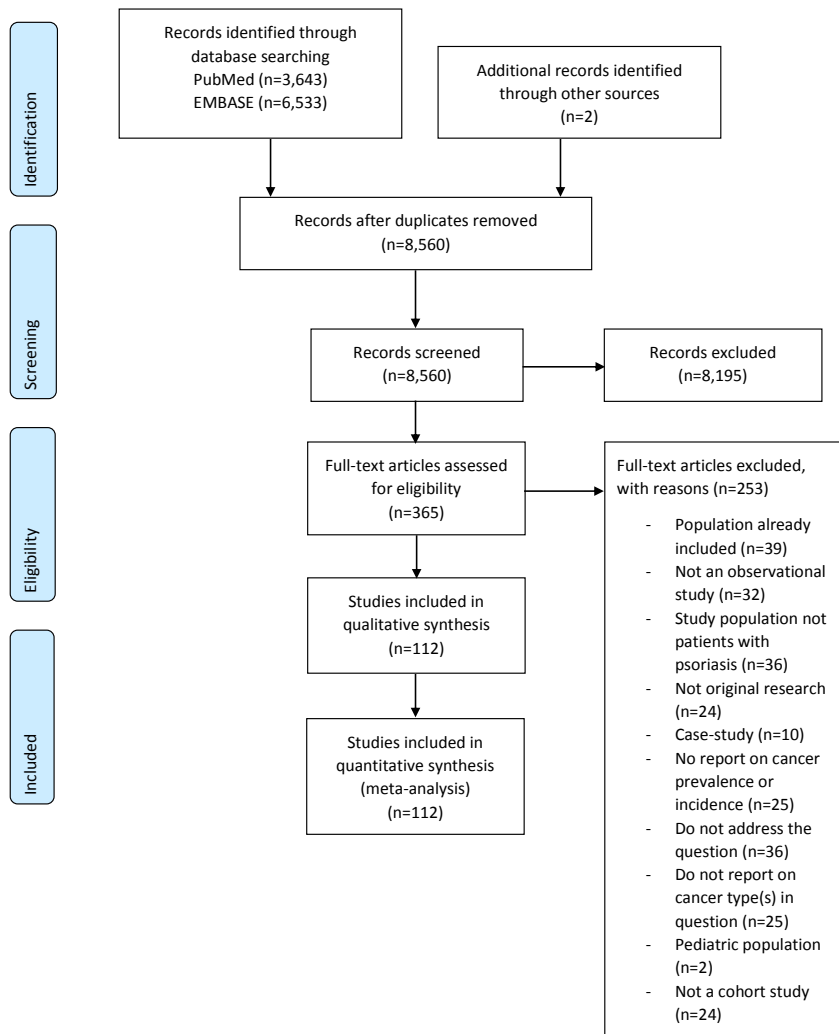 Identification
Records identified through
database searching
PubMed (n=3,643)
EMBASE (n=6,533)
Additional records identified
through other sources
(n=2)
Records after duplicates removed
(n=8,560)
Screening
Records screened
(n=8,560)
Records excluded
(n=8,195)
Eligibility
Full-text articles assessed
for eligibility
(n=365)
Full-text articles excluded,
with reasons (n=253)
- Population already
included (n=39)
- Not an observational
study (n=32)
- Study population not
patients with
psoriasis (n=36)
- Not original research
(n=24)
- Case-study (n=10)
- No report on cancer
prevalence or
incidence (n=25)
- Do not address the
question (n=36)
- Do not report on
cancer type(s) in
question (n=25)
- Pediatric population
(n=2)
- Not a cohort study
(n=24)
Studies included in
qualitative synthesis
(n=112)
Included
Studies included in
quantitative synthesis
(meta-analysis)
(n=112)